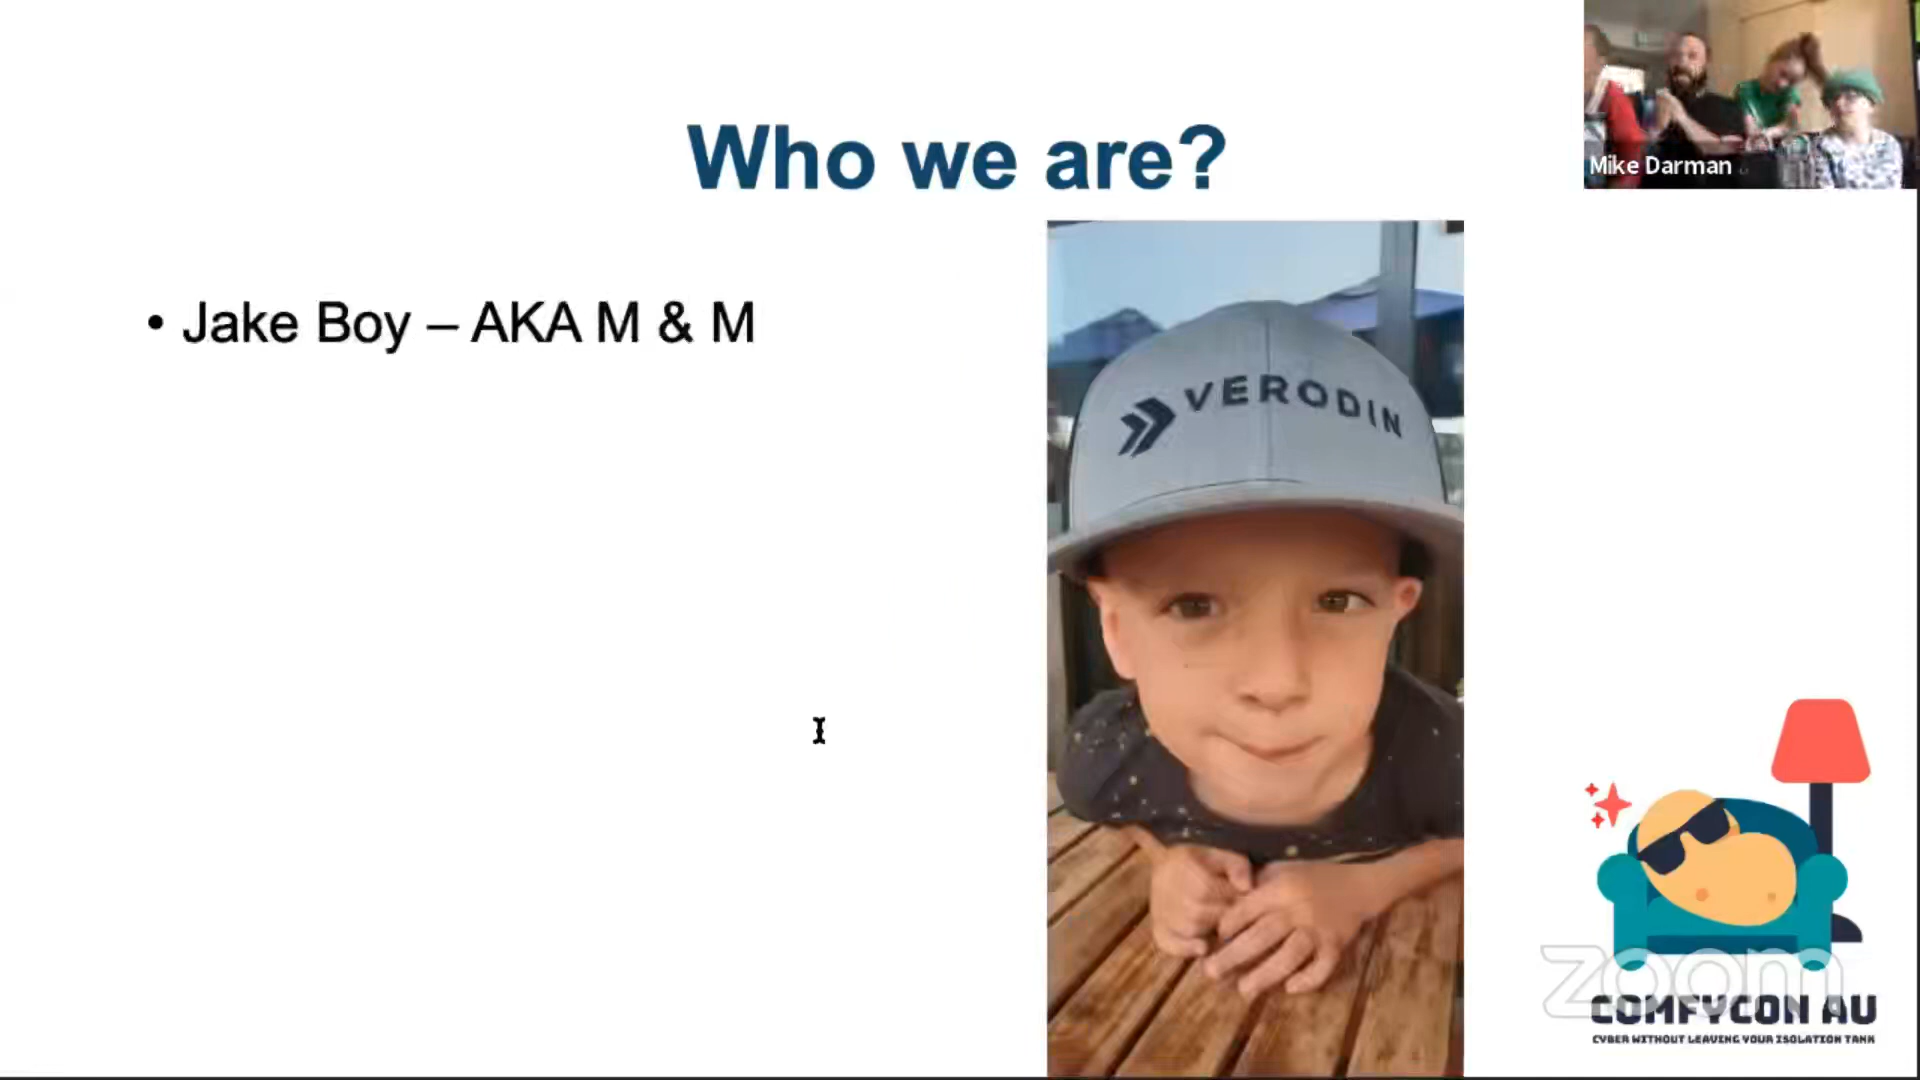 Who we are?
Mike Darman
• Jake Boy – AKA M & M
VERODIN
zoom
COMFYCON AU
CYBER WITHOUT LEAVING YOUR ISOLATION TANK